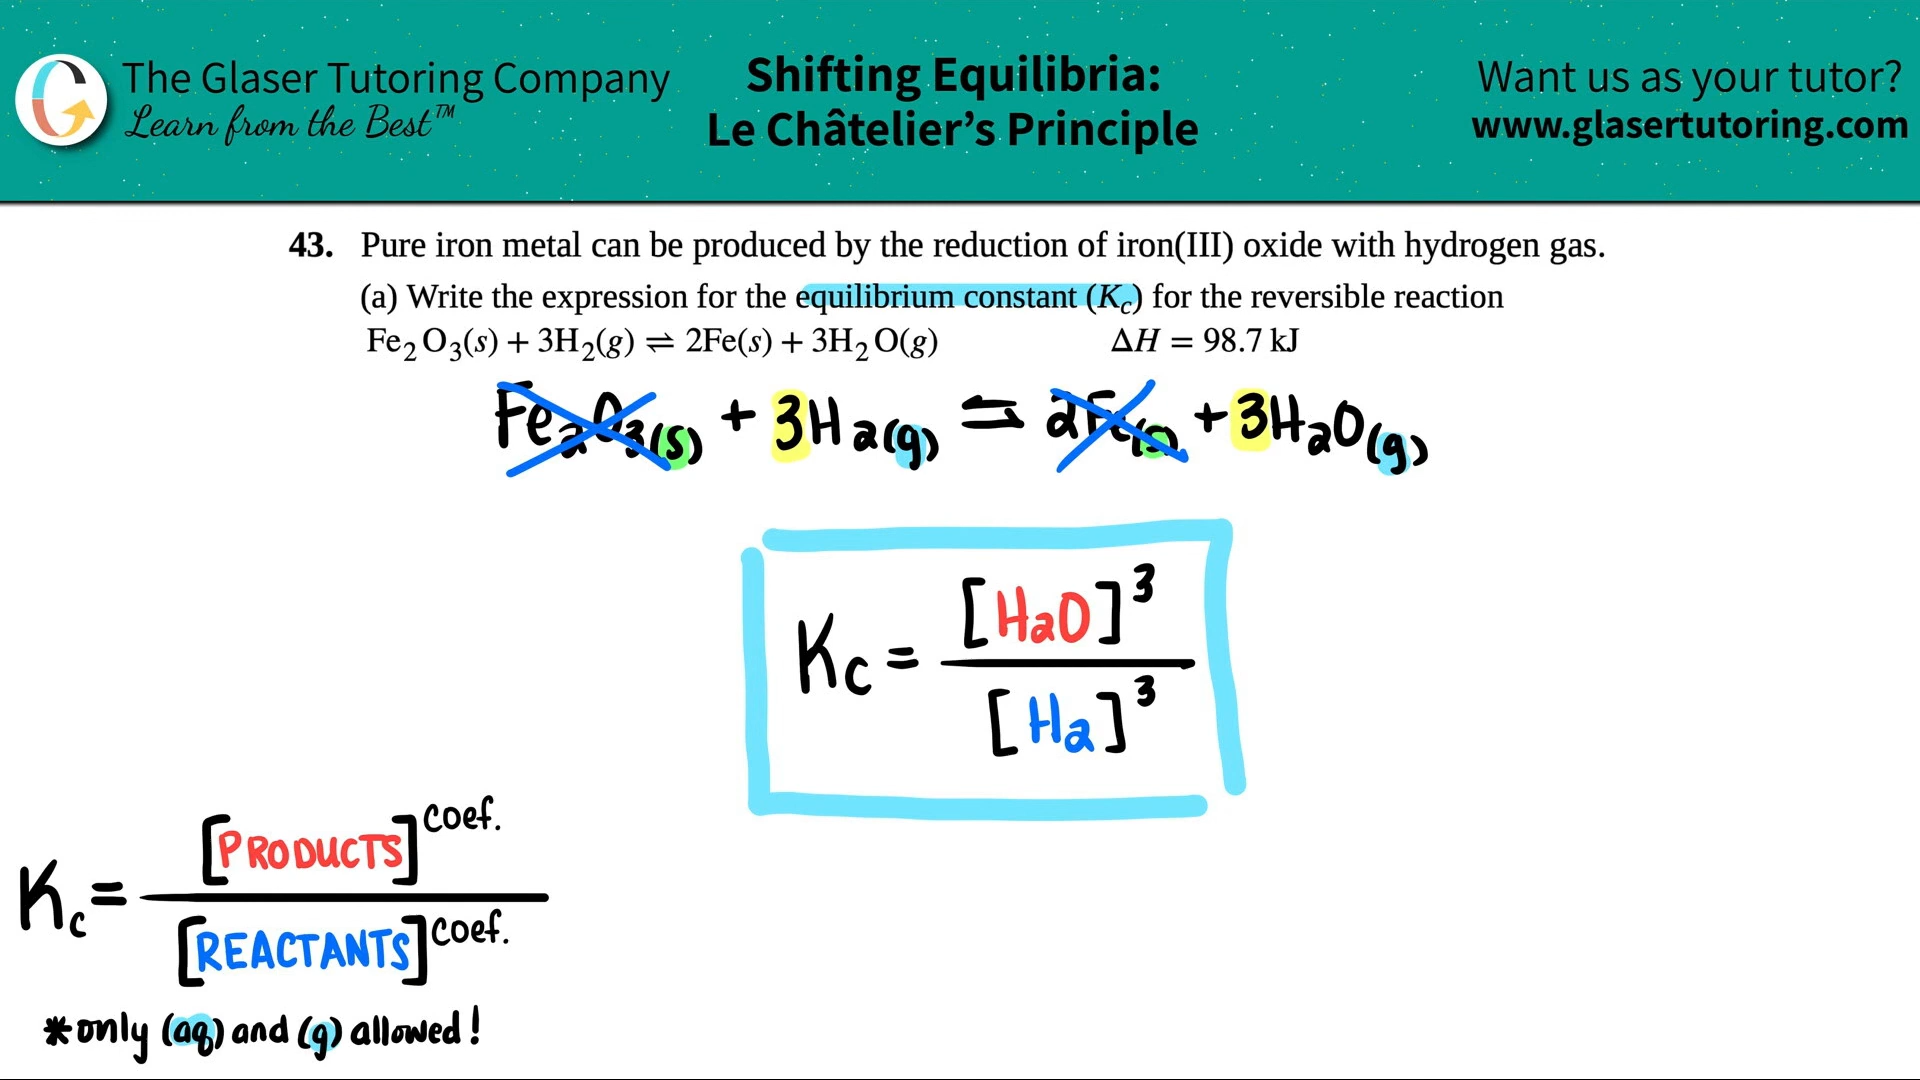 The Glaser Tutoring Company
Learn from the Best™
Shifting Equilibria:
Le Châtelier’s Principle
Want us as your tutor?
www.glasertutoring.com
43. Pure iron metal can be produced by the reduction of iron(III) oxide with hydrogen gas.
(a) Write the expression for the equilibrium constant (Kc) for the reversible reaction
Fe₂O₃(s) + 3H₂(g) ⇌ 2Fe(s) + 3H₂O(g) ΔH = 98.7 kJ
Fe₂O₃(s) + 3H₂(g) ⇌ 2Fe(s) + 3H₂O(g)
Kc = [H₂O]³
[H₂]³
Kc = [PRODUCTS]coef.
[REACTANTS]coef.
*only (aq) and (g) allowed!